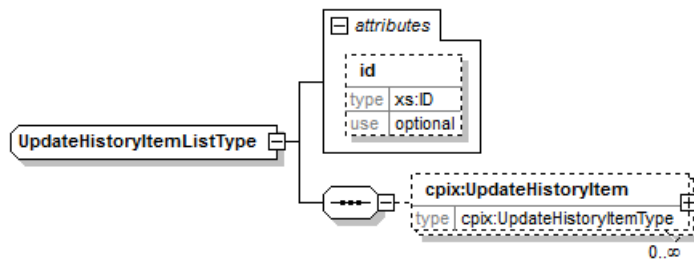 attributes
id
type xs:ID
use optional
UpdateHistoryItemListType
cpix:UpdateHistoryItem
type cpix:UpdateHistoryItemType
0..∞